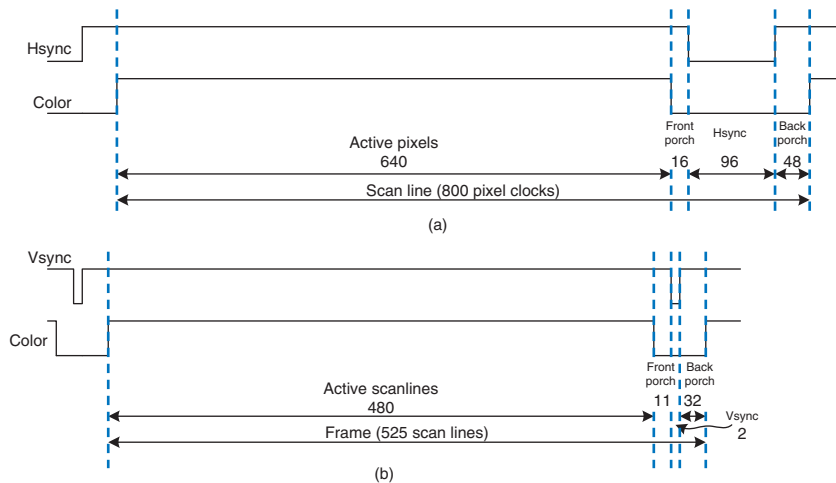 Hsync
Color
Front porch
Hsync
Back porch
Active pixels
640
16
96
48
Scan line (800 pixel clocks)
(a)
Vsync
Color
Front porch
Back porch
Active scanlines
480
11
32
Vsync
2
Frame (525 scan lines)
(b)